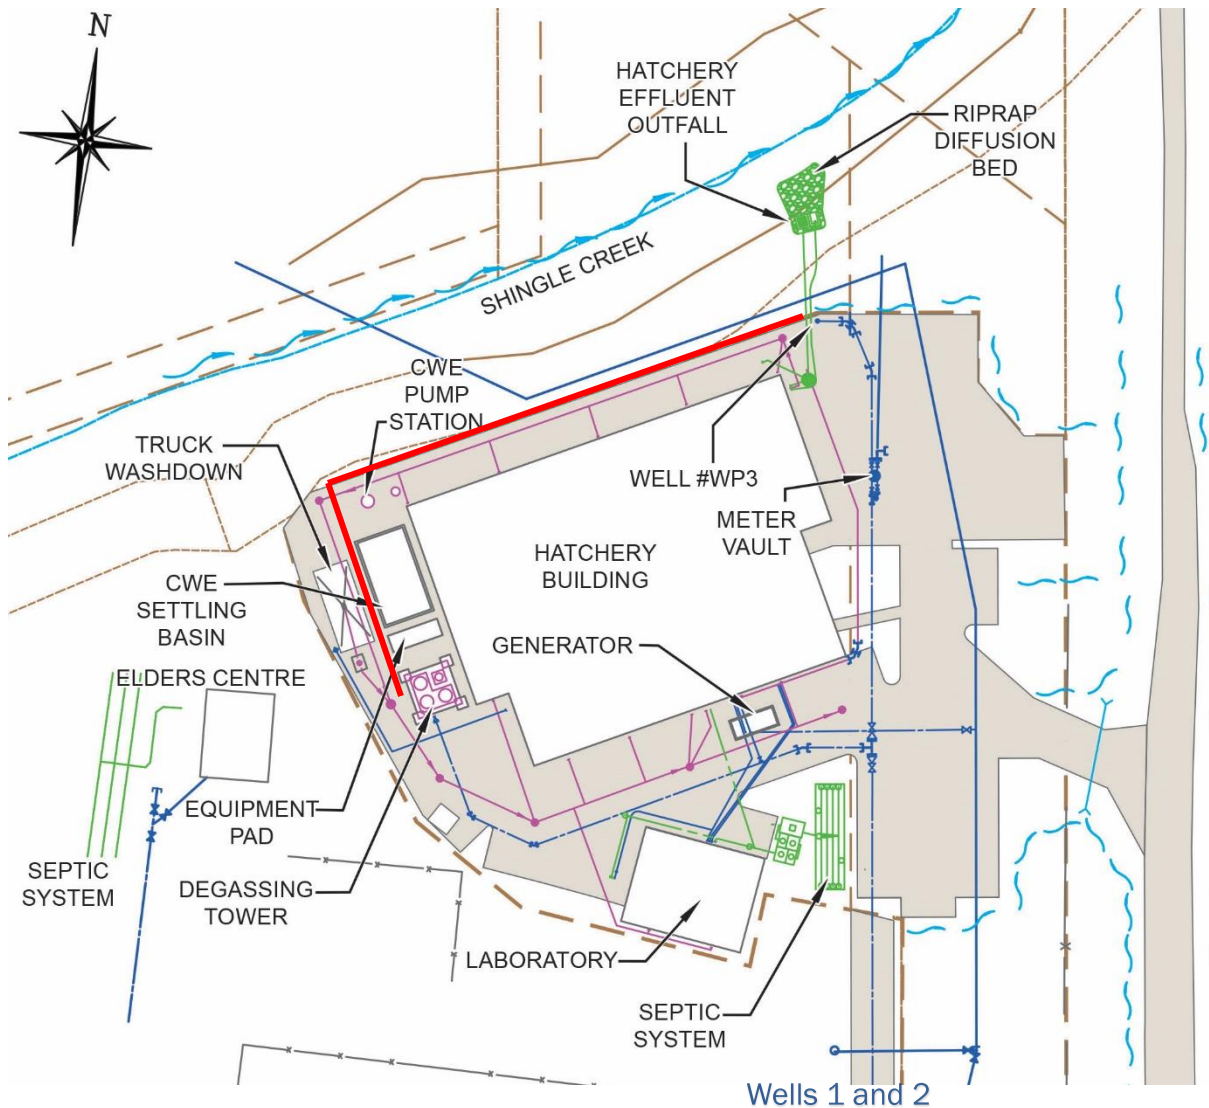 N
HATCHERY
EFFLUENT
OUTFALL
RIPRAP
DIFFUSION
BED
SHINGLE CREEK
CWE
PUMP
STATION
TRUCK
WASHDOWN
WELL #WP3
METER
VAULT
HATCHERY
BUILDING
CWE
SETTLING
BASIN
GENERATOR
ELDERS CENTRE
EQUIPMENT
PAD
SEPTIC
SYSTEM
DEGASSING
TOWER
LABORATORY
SEPTIC
SYSTEM
Wells 1 and 2